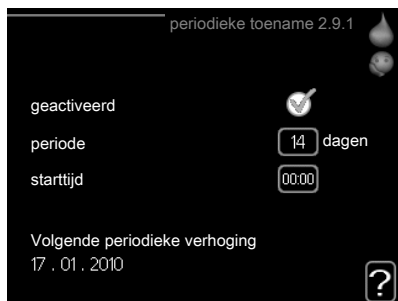 periodieke toename 2.9.1
geactiveerd
periode 14 dagen
starttijd 00:00
Volgende periodieke verhoging
17 . 01 . 2010
?